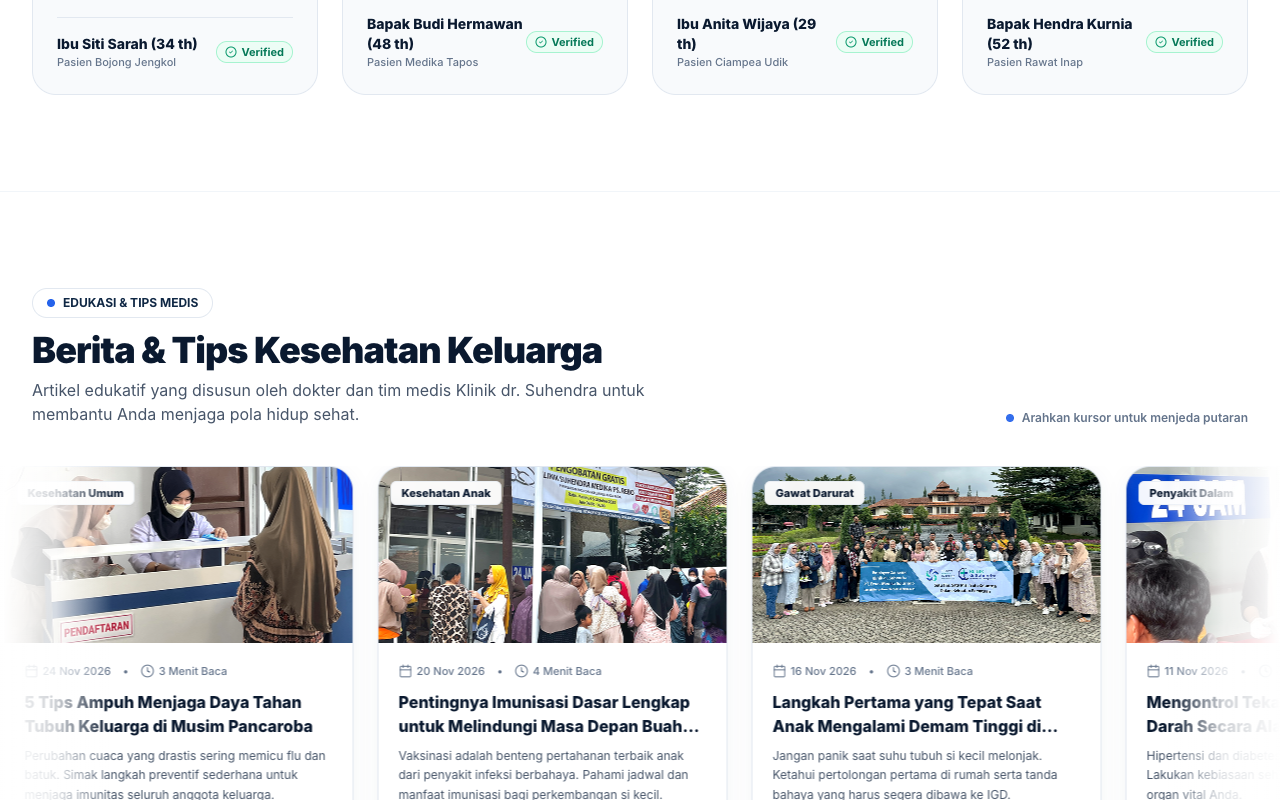 Ibu Siti Sarah (34 th)
Pasien Bojong Jengkol
Verified
Bapak Budi Hermawan
(48 th)
Pasien Medika Tapos
Verified
Ibu Anita Wijaya (29
th)
Pasien Ciampea Udik
Verified
Bapak Hendra Kurnia
(52 th)
Pasien Rawat Inap
Verified
EDUKASI & TIPS MEDIS
Berita & Tips Kesehatan Keluarga
Artikel edukatif yang disusun oleh dokter dan tim medis Klinik dr. Suhendra untuk
membantu Anda menjaga pola hidup sehat.
Arahkan kursor untuk menjeda putaran
Kesehatan Umum
PENDAFTARAN
24 Nov 2026 • 3 Menit Baca
5 Tips Ampuh Menjaga Daya Tahan
Tubuh Keluarga di Musim Pancaroba
Perubahan cuaca yang drastis sering memicu flu dan
batuk. Simak langkah preventif sederhana untuk
menjaga imunitas seluruh anggota keluarga.
Kesehatan Anak
PENGOBATAN GRATIS
24 JAM
20 Nov 2026 • 4 Menit Baca
Pentingnya Imunisasi Dasar Lengkap
untuk Melindungi Masa Depan Buah...
Vaksinasi adalah benteng pertahanan terbaik anak
dari penyakit infeksi berbahaya. Pahami jadwal dan
manfaat imunisasi bagi perkembangan si kecil.
Gawat Darurat
16 Nov 2026 • 3 Menit Baca
Langkah Pertama yang Tepat Saat
Anak Mengalami Demam Tinggi di...
Jangan panik saat suhu tubuh si kecil melonjak.
Ketahui pertolongan pertama di rumah serta tanda
bahaya yang harus segera dibawa ke IGD.
Penyakit Dalam
24 JAM
11 Nov 2026 •
Mengontrol
Darah Secara
Hipertensi dan
Lakukan kebiasaan
organ vital Anda.